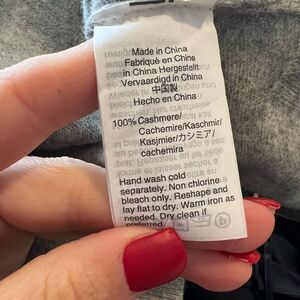 Made in China
Fabriqué en Chine
in China Hergestellt
Vervaardigd in China
中国製
Hecho en China
100%Cashmere/
Cachemire/Kaschmir/
Kasjmier/カシミア/
cachemira
Hand wash cold
separately. Non chlorine
bleach only. Reshape and
lay flat to dry. Warm iron as
needed. Dry clean if
preferred.